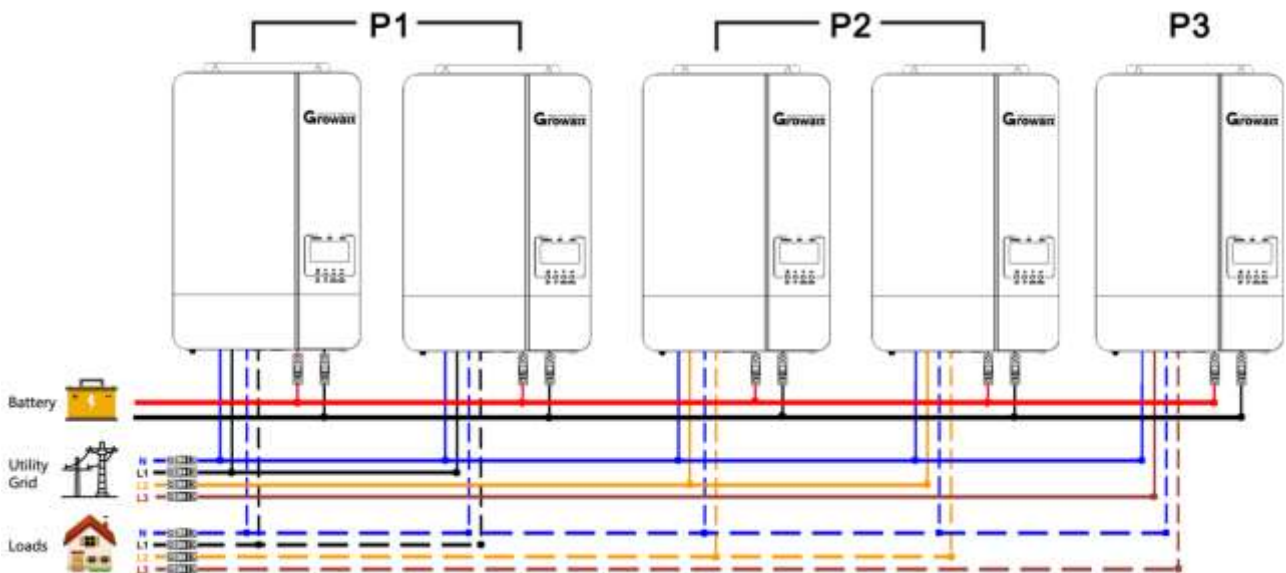 P1
P2
P3
Growatt
Growatt
Growatt
Growatt
Growatt
Battery
Utility
Grid
N
L1
L2
L3
Loads
N
L1
L2
L3